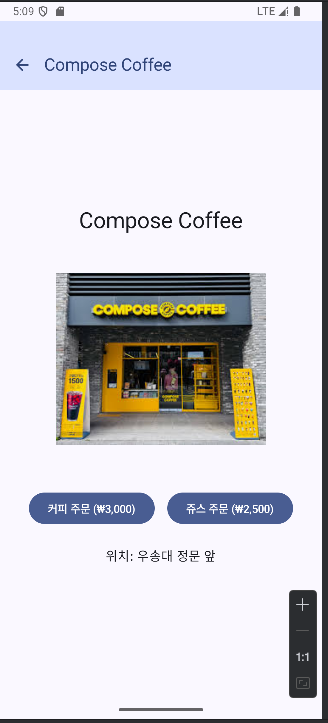 5:09
LTE
Compose Coffee
Compose Coffee
COMPOSE COFFEE
1500
커피 주문 (₩3,000)
쥬스 주문 (₩2,500)
위치: 우송대 정문 앞
1:1